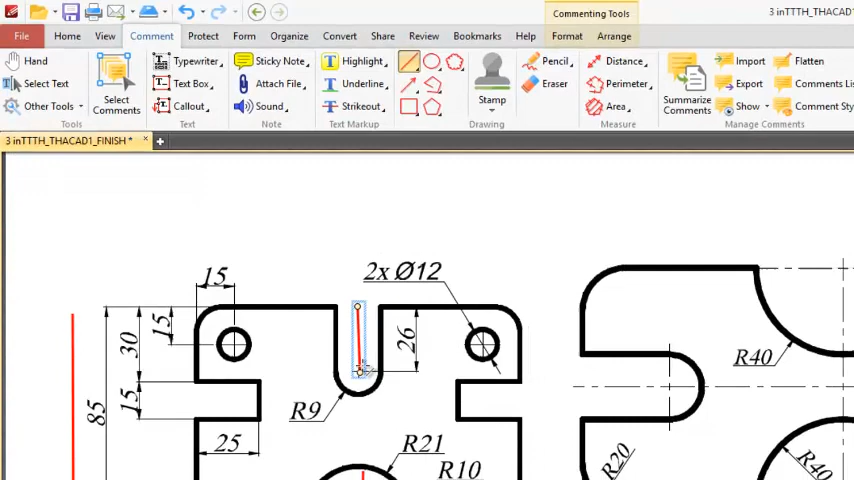 Commenting Tools
3 inTTTH_THACAD1
File Home View Comment Protect Form Organize Convert Share Review Bookmarks Help Format Arrange
Hand Typewriter Sticky Note Highlight Pencil Distance Import Flatten
Select Text Text Box Attach File Underline Eraser Perimeter Export Comments Lis
Other Tools Select Comments Callout Sound Strikeout Stamp Area Summarize Comments Show Comment Sty
Tools Text Note Text Markup Drawing Measure Manage Comments
3 inTTTH_THACAD1_FINISH *
15
2x Ø12
15
30
26
R40
15
85
R9
25
R21
R10
R20
R40